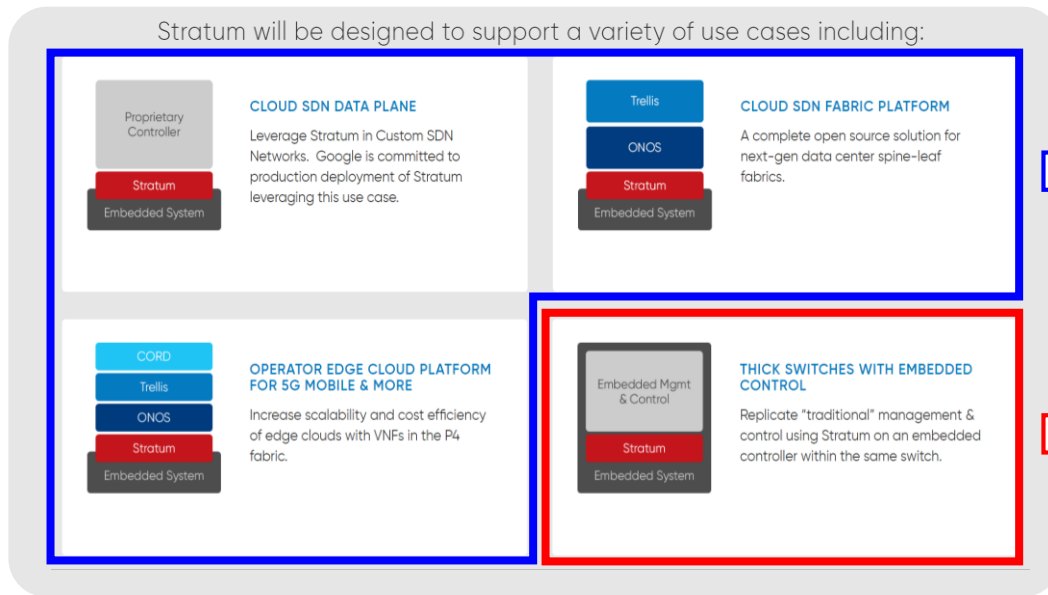 Stratum will be designed to support a variety of use cases including:
Proprietary
Controller
Stratum
Embedded System
CLOUD SDN DATA PLANE
Leverage Stratum in Custom SDN
Networks. Google is committed to
production deployment of Stratum
leveraging this use case.
Trellis
ONOS
Stratum
Embedded System
CLOUD SDN FABRIC PLATFORM
A complete open source solution for
next-gen data center spine-leaf
fabrics.
CORD
Trellis
ONOS
Stratum
Embedded System
OPERATOR EDGE CLOUD PLATFORM
FOR 5G MOBILE & MORE
Increase scalability and cost efficiency
of edge clouds with VNFs in the P4
fabric.
Embedded Mgmt
& Control
Stratum
Embedded System
THICK SWITCHES WITH EMBEDDED
CONTROL
Replicate “traditional” management &
control using Stratum on an embedded
controller within the same switch.